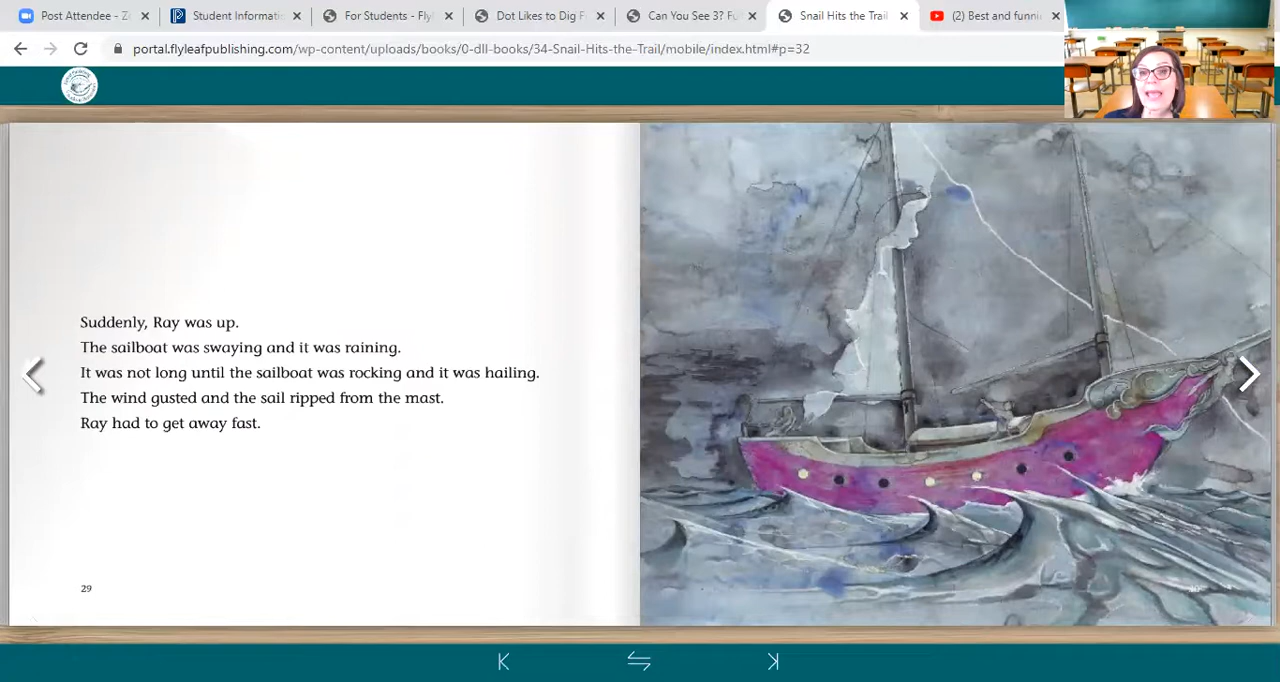 Post Attendee - Z
Student Informati
For Students - Fly
Dot Likes to Dig F
Can You See 3? Fu
Snail Hits the Trail
(2) Best and funni
portal.flyleafpublishing.com/wp-content/uploads/books/0-dll-books/34-Snail-Hits-the-Trail/mobile/index.html#p=32
Suddenly, Ray was up.
The sailboat was swaying and it was raining.
It was not long until the sailboat was rocking and it was hailing.
The wind gusted and the sail ripped from the mast.
Ray had to get away fast.
29